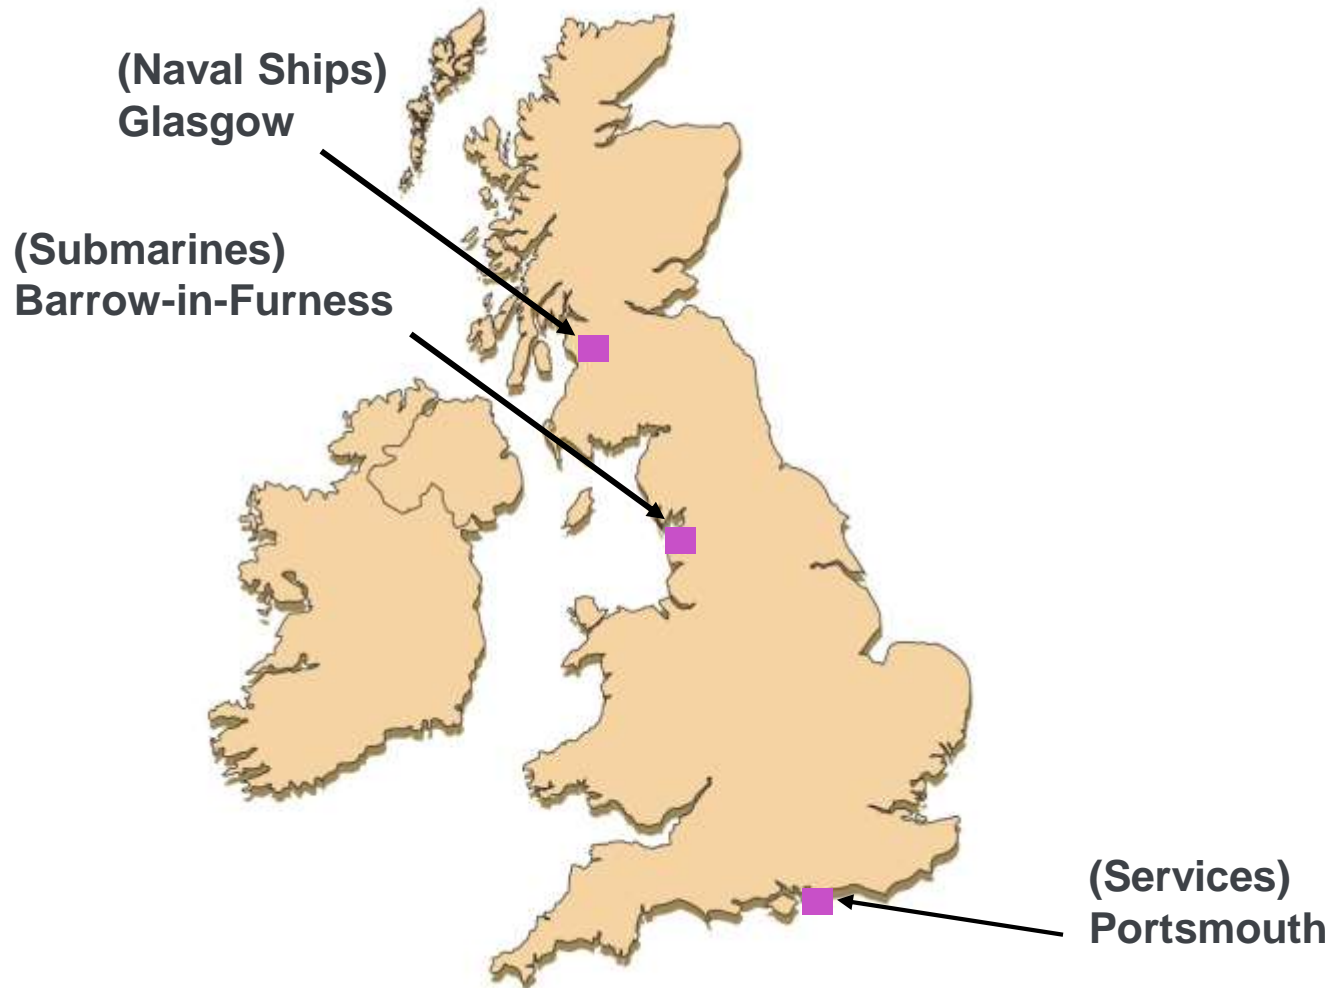 (Naval Ships)
Glasgow
(Submarines)
Barrow-in-Furness
(Services)
Portsmouth